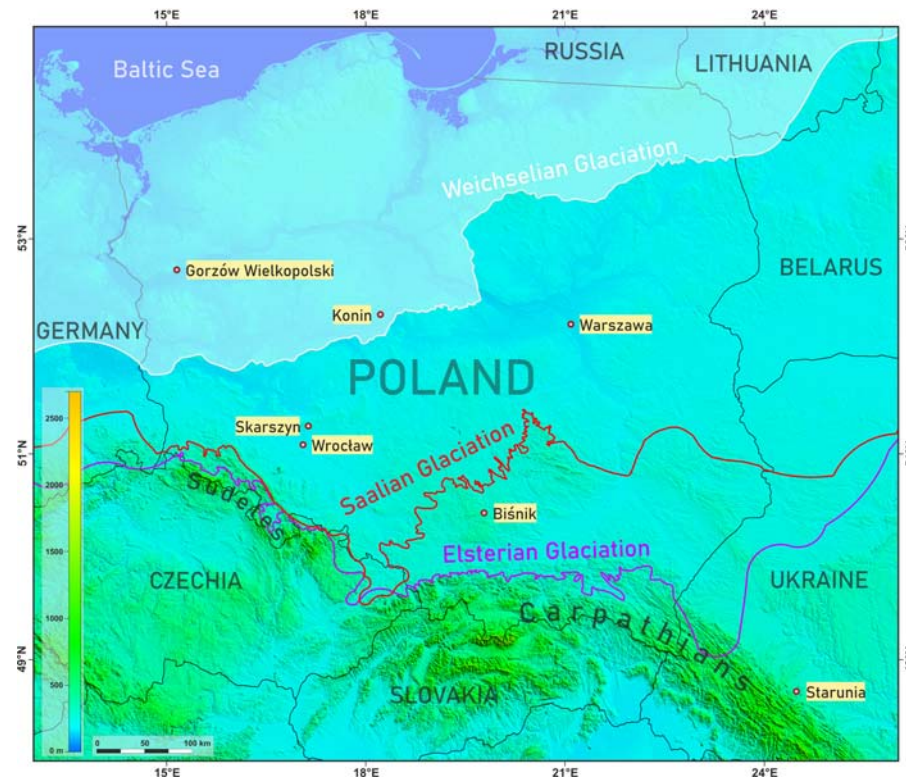 15°E 18°E 21°E 24°E
Baltic Sea
RUSSIA
LITHUANIA
Weichselian Glaciation
53°N
BELARUS
Gorzów Wielkopolski
Konin
Warszawa
GERMANY
POLAND
2500
2000
1500
1000
500
0 m
Skarszyn
Wrocław
51°N
Saalian Glaciation
Sudetes
Biśnik
Elsterian Glaciation
CZECHIA
UKRAINE
Carpathians
49°N
SLOVAKIA
Starunia
0 50 100 km
15°E 18°E 21°E 24°E